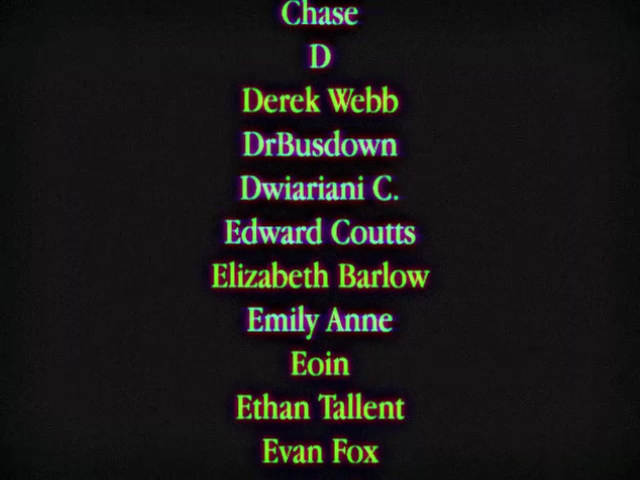 Chase
D
Derek Webb
DrBusdown
Dwiariani C.
Edward Coutts
Elizabeth Barlow
Emily Anne
Eoin
Ethan Tallent
Evan Fox